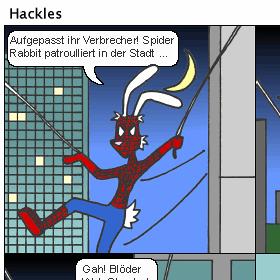 Hackles
Aufgepasst ihr Verbrecher! Spider
Rabbit patroulliert in der Stadt ...
Gah! Blöder